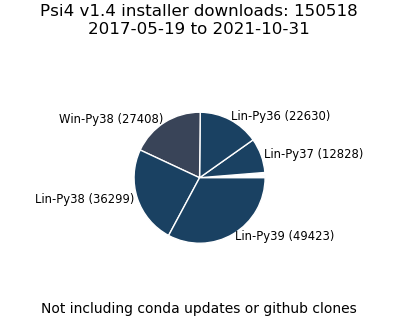 Psi4 v1.4 installer downloads: 150518
2017-05-19 to 2021-10-31
Win-Py38 (27408)
Lin-Py36 (22630)
Lin-Py37 (12828)
Lin-Py38 (36299)
Lin-Py39 (49423)
Not including conda updates or github clones